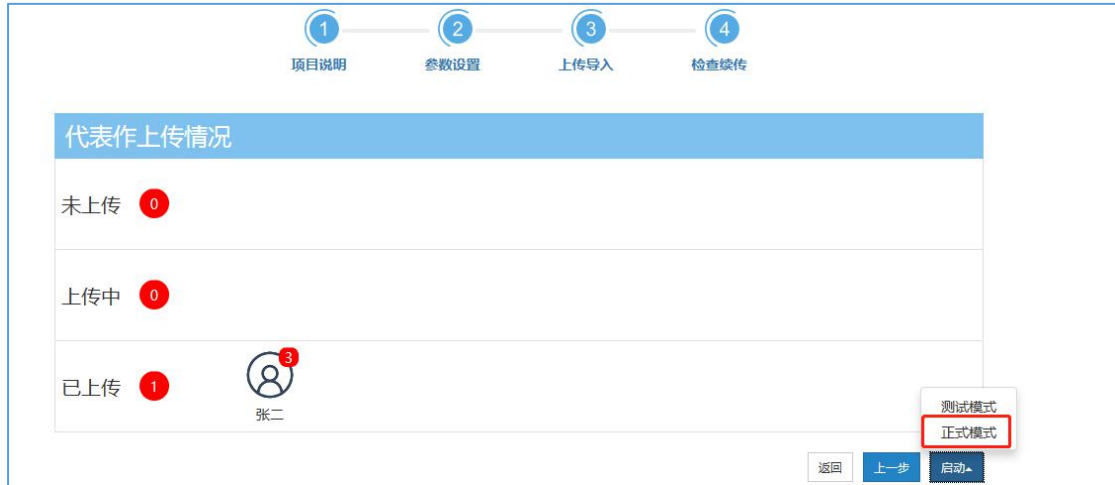 1 2 3 4
项目说明 参数设置 上传导入 检查续传
代表作上传情况
未上传 0
上传中 0
已上传 1 3
张二
测试模式
正式模式
返回 上一步 启动